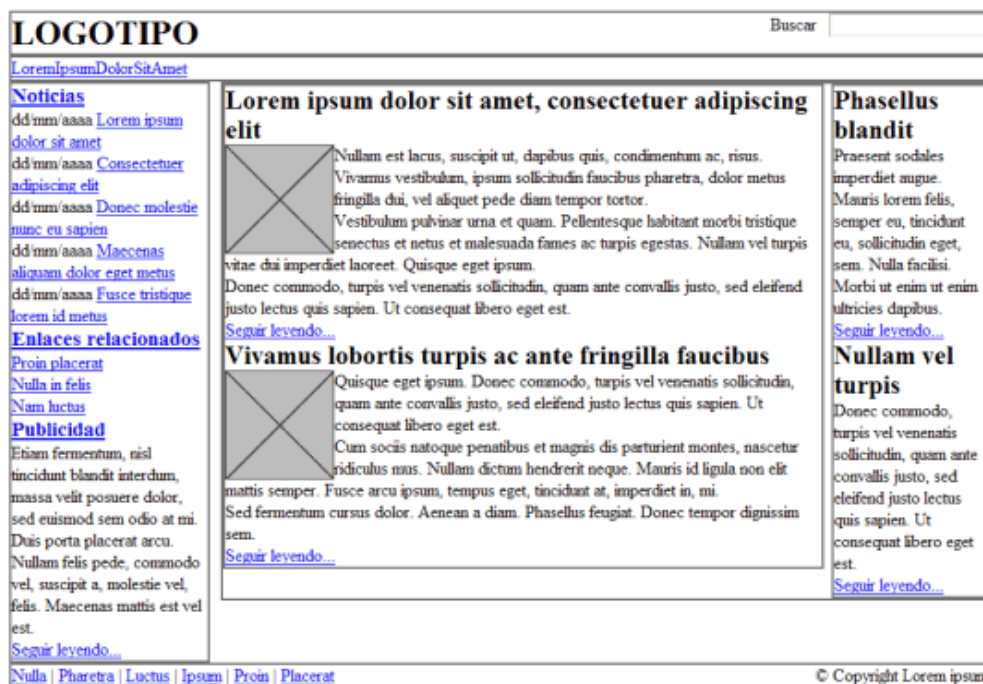 LOGOTIPO
Buscar
LoremIpsumDolorSitAmet
Noticias
dd/mm/aaaa Lorem ipsum
dolor sit amet
dd/mm/aaaa Consectetuer
adipiscing elit
dd/mm/aaaa Donec molestie
nunc eu sapien
dd/mm/aaaa Maecenas
aliquam dolor eget metus
dd/mm/aaaa Fusce tristique
lorem id metus
Enlaces relacionados
Proin placerat
Nulla in felis
Nam luctus
Publicidad
Etiam fermentum, nisl
tincidunt blandit interdum,
massa velit posuere dolor,
sed euismod sem odio at mi.
Duis porta placerat arcu.
Nullam felis pede, commodo
vel, suscipit a, molestie vel,
felis. Maecenas mattis est vel
est.
Seguir leyendo...
Lorem ipsum dolor sit amet, consectetuer adipiscing
elit
Nullam est lacus, suscipit ut, dapibus quis, condimentum ac, risus.
Vivamus vestibulum, ipsum sollicitudin faucibus pharetra, dolor metus
fringilla dui, vel aliquet pede diam tempor tortor.
Vestibulum pulvinar urna et quam. Pellentesque habitant morbi tristique
senectus et netus et malesuada fames ac turpis egestas. Nullam vel turpis
vitae dui imperdiet laoreet. Quisque eget ipsum.
Donec commodo, turpis vel venenatis sollicitudin, quam ante convallis justo, sed eleifend
justo lectus quis sapien. Ut consequat libero eget est.
Seguir leyendo...
Vivamus lobortis turpis ac ante fringilla faucibus
Quisque eget ipsum. Donec commodo, turpis vel venenatis sollicitudin,
quam ante convallis justo, sed eleifend justo lectus quis sapien. Ut
consequat libero eget est.
Cum sociis natoque penatibus et magnis dis parturient montes, nascetur
ridiculus mus. Nullam dictum hendrerit neque. Mauris id ligula non elit
mattis semper. Fusce arcu ipsum, tempus eget, tincidunt at, imperdiet in, mi.
Sed fermentum cursus dolor. Aenean a diam. Phasellus feugiat. Donec tempor dignissim
sem.
Seguir leyendo...
Phasellus
blandit
Praesent sodales
imperdiet augue.
Mauris lorem felis,
semper eu, tincidunt
eu, sollicitudin eget,
sem. Nulla facilisi.
Morbi ut enim ut enim
ultricies dapibus.
Seguir leyendo...
Nullam vel
turpis
Donec commodo,
turpis vel venenatis
sollicitudin, quam ante
convallis justo, sed
eleifend justo lectus
quis sapien. Ut
consequat libero eget
est.
Seguir leyendo...
Nulla | Pharetra | Luctus | Ipsum | Proin | Placerat
© Copyright Lorem ipsum